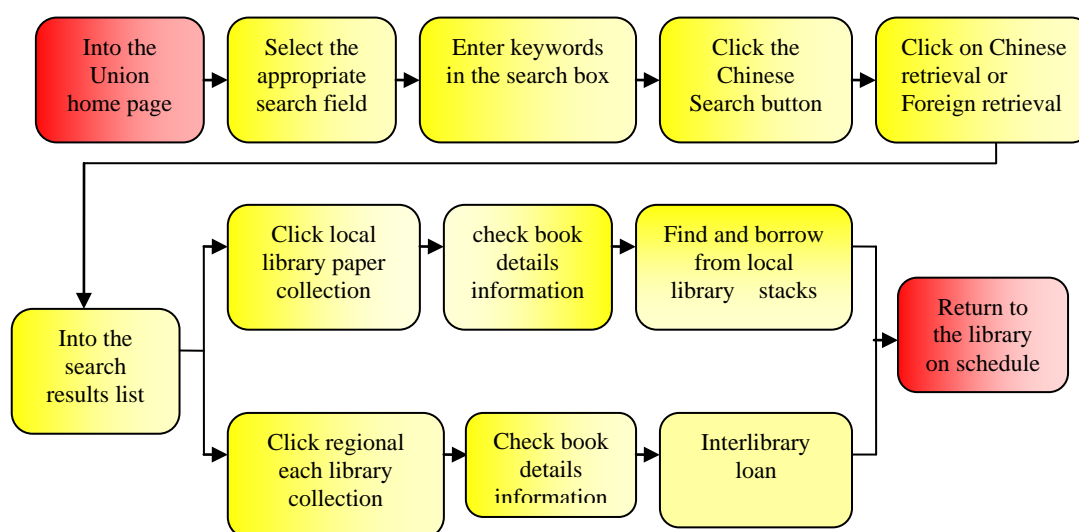 Into the
Union
home page
Select the
appropriate
search field
Enter keywords
in the search box
Click the
Chinese
Search button
Click on Chinese
retrieval or
Foreign retrieval
Into the
search
results list
Click local
library paper
collection
check book
details
information
Find and borrow
from local
library stacks
Click regional
each library
collection
Check book
details
information
Interlibrary
loan
Return to
the library
on schedule